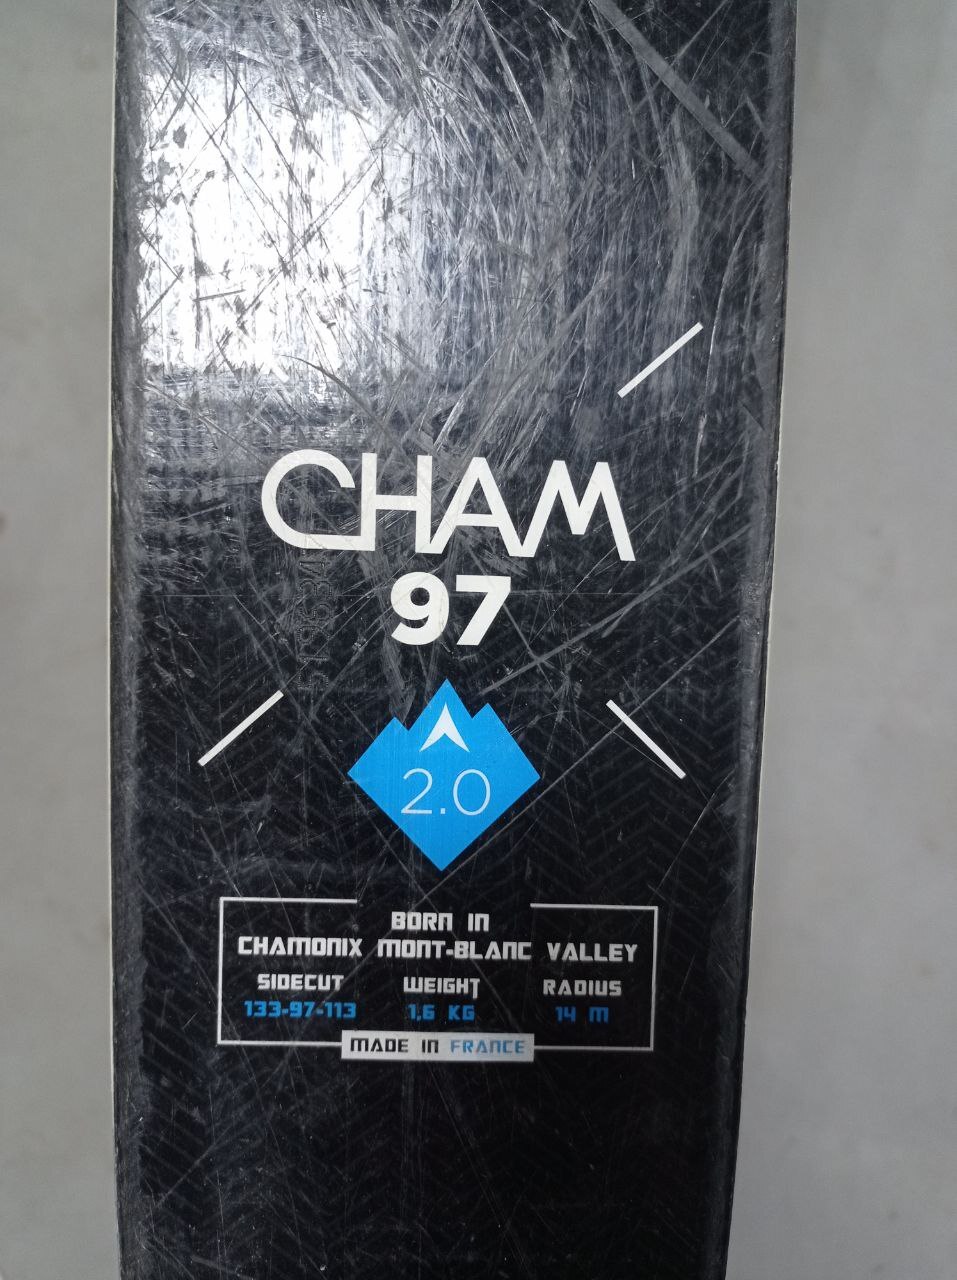 CHAM
97
2.0
BORN IN
CHAMONIX MONT-BLANC VALLEY
SIDECUT WEIGHT RADIUS
133-97-113 1,6 KG 14 M
MADE IN FRANCE